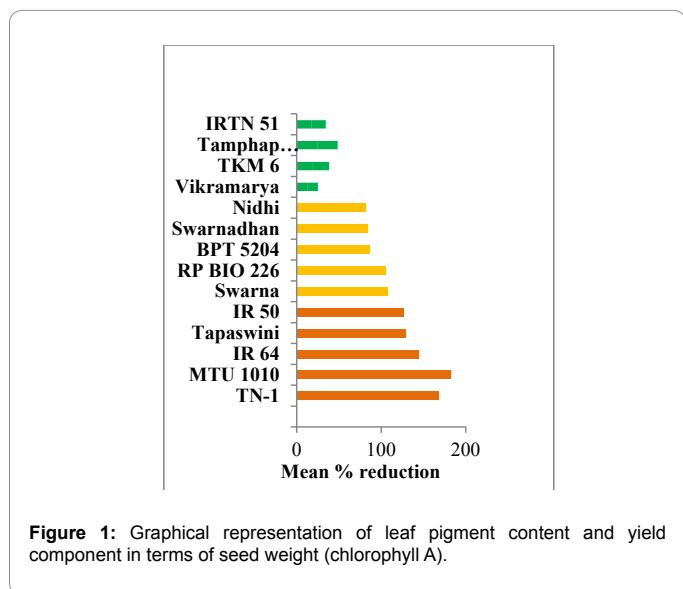 IRTN 51
Tamphap...
TKM 6
Vikramarya
Nidhi
Swarnadhan
BPT 5204
RP BIO 226
Swarna
IR 50
Tapaswini
IR 64
MTU 1010
TN-1
0 100 200
Mean % reduction
Figure 1: Graphical representation of leaf pigment content and yield
component in terms of seed weight (chlorophyll A).